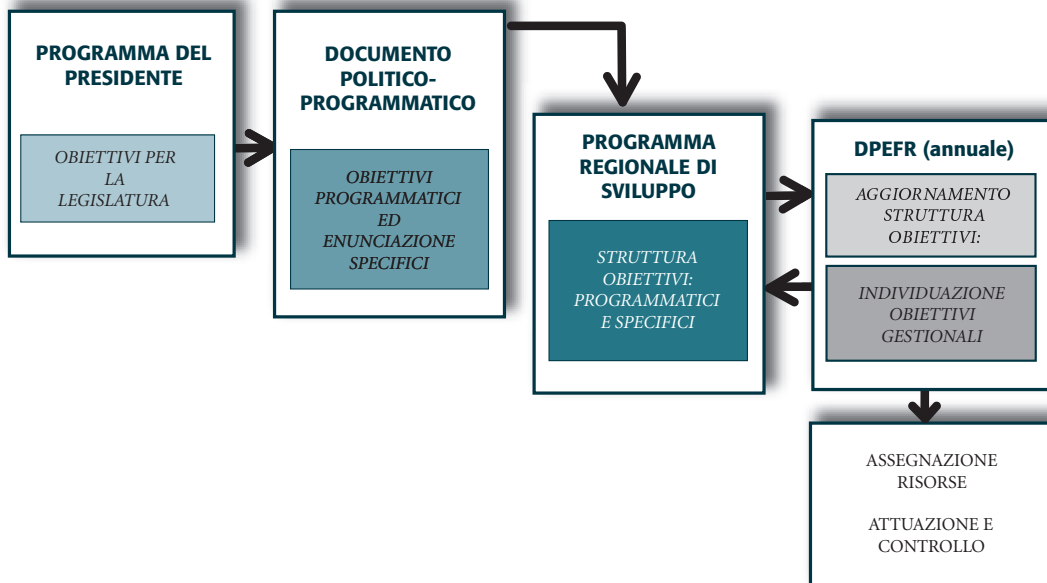 PROGRAMMA DEL
PRESIDENTE
OBIETTIVI PER
LA
LEGISLATURA
DOCUMENTO
POLITICO-
PROGRAMMATICO
OBIETTIVI
PROGRAMMATICI
ED
ENUNCIAZIONE
SPECIFICI
PROGRAMMA
REGIONALE DI
SVILUPPO
STRUTTURA
OBIETTIVI:
PROGRAMMATICI
E SPECIFICI
DPEFR (annuale)
AGGIORNAMENTO
STRUTTURA
OBIETTIVI:
INDIVIDUAZIONE
OBIETTIVI
GESTIONALI
ASSEGNAZIONE
RISORSE
ATTUAZIONE E
CONTROLLO